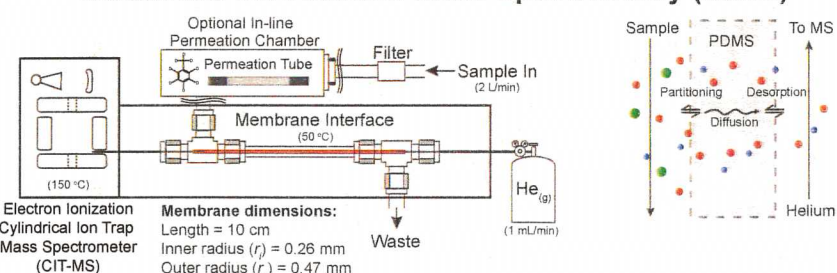 Optional In-line
Permeation Chamber
Permeation Tube
Filter
Sample In
(2 L/min)
Membrane Interface
(50 °C)
(150 °C)
Electron Ionization
Cylindrical Ion Trap
Mass Spectrometer
(CIT-MS)
Membrane dimensions:
Length = 10 cm
Inner radius (rᵢ) = 0.26 mm
Outer radius (r ) = 0.47 mm
Waste
He(g)
(1 mL/min)
Sample
To MS
PDMS
Partitioning
Desorption
Diffusion
Helium